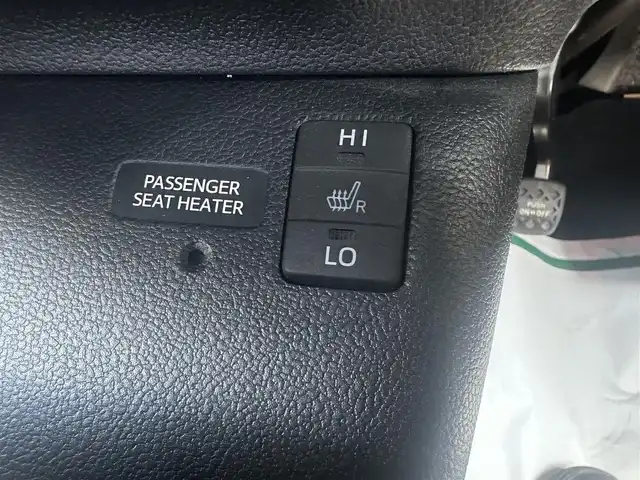 PASSENGER
SEAT HEATER
HI
R
LO
PUSH
ON↔OFF